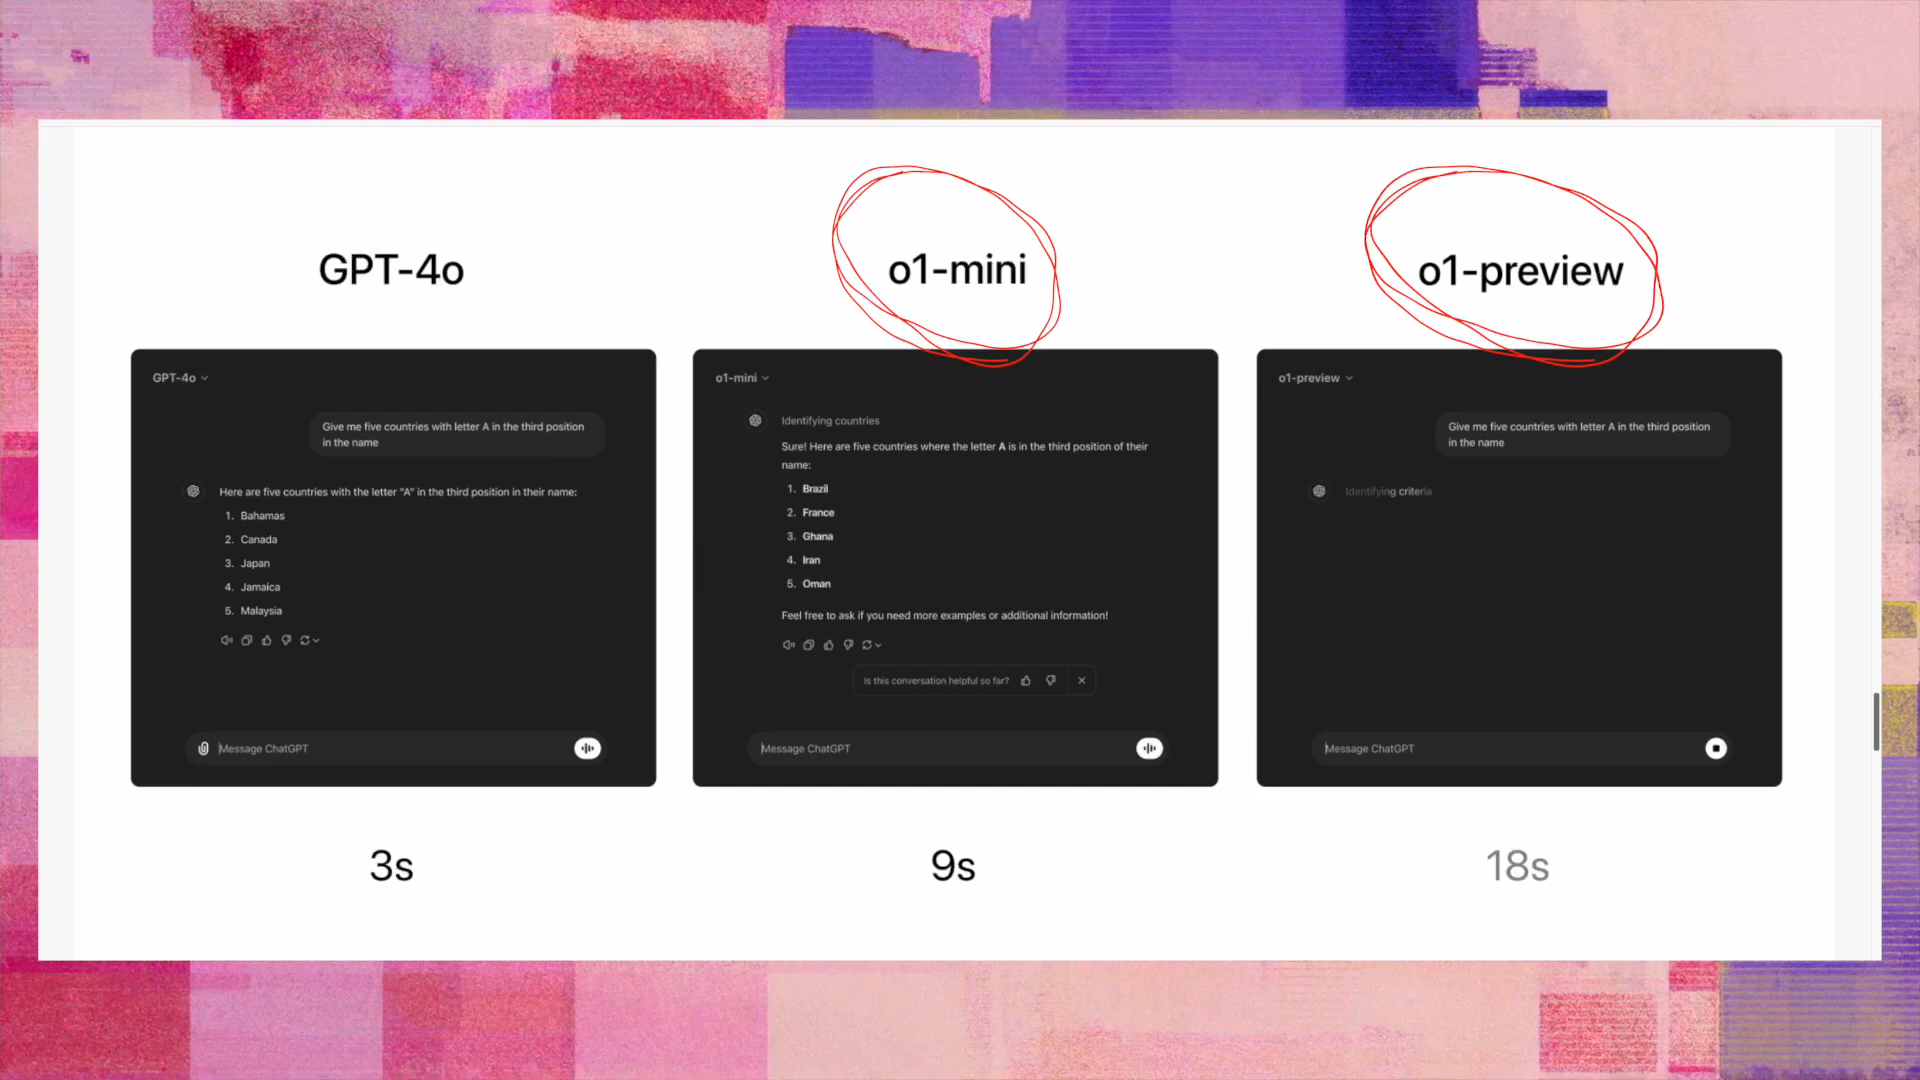 GPT-4o
o1-mini
o1-preview
GPT-4o
Give me five countries with letter A in the third position
in the name
Here are five countries with the letter "A" in the third position in their name:
1. Bahamas
2. Canada
3. Japan
4. Jamaica
5. Malaysia
Message ChatGPT
o1-mini
Identifying countries
Sure! Here are five countries where the letter A is in the third position of their
name:
1. Brazil
2. France
3. Ghana
4. Iran
5. Oman
Feel free to ask if you need more examples or additional information!
Is this conversation helpful so far?
Message ChatGPT
o1-preview
Give me five countries with letter A in the third position
in the name
Identifying criteria
Message ChatGPT
3s
9s
18s